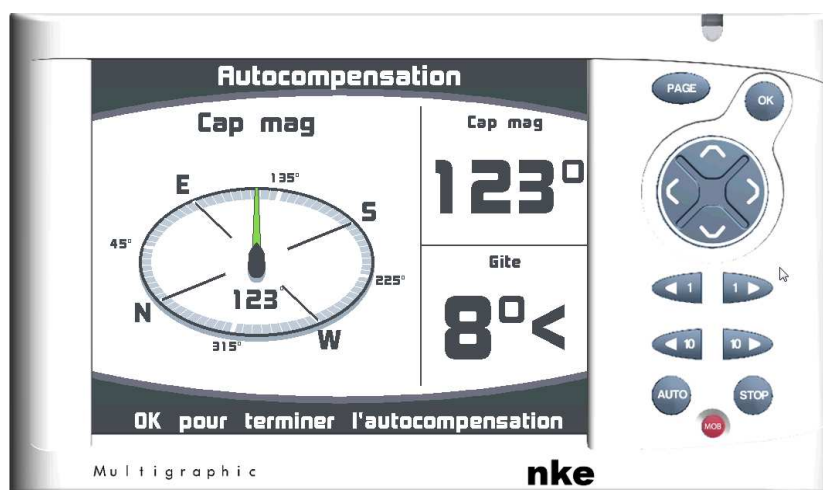 Autocompensation
Cap mag
E
135°
S
45°
225°
123°
N
315°
W
Cap mag
123°
Gite
8°<
OK pour terminer l'autocompensation
PAGE
OK
1
1
10
10
AUTO
STOP
MOB
Multigraphic
nke